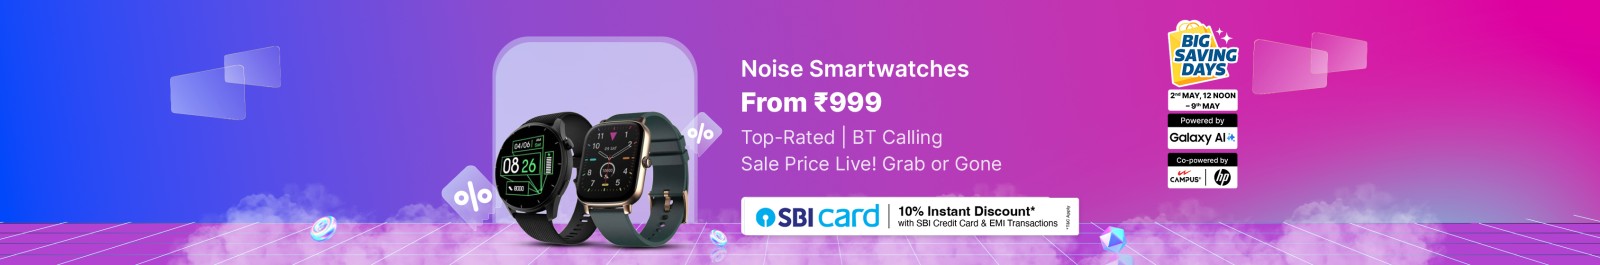 Noise Smartwatches
From ₹999
Top-Rated | BT Calling
Sale Price Live! Grab or Gone
SBI card
10% Instant Discount*
with SBI Credit Card & EMI Transactions
*T&C Apply
BIG
SAVING
DAYS
2nd MAY, 12 NOON
– 9th MAY
Powered by
Galaxy AI
Co-powered by
CAMPUS
hp
%
%
04/06
08 26